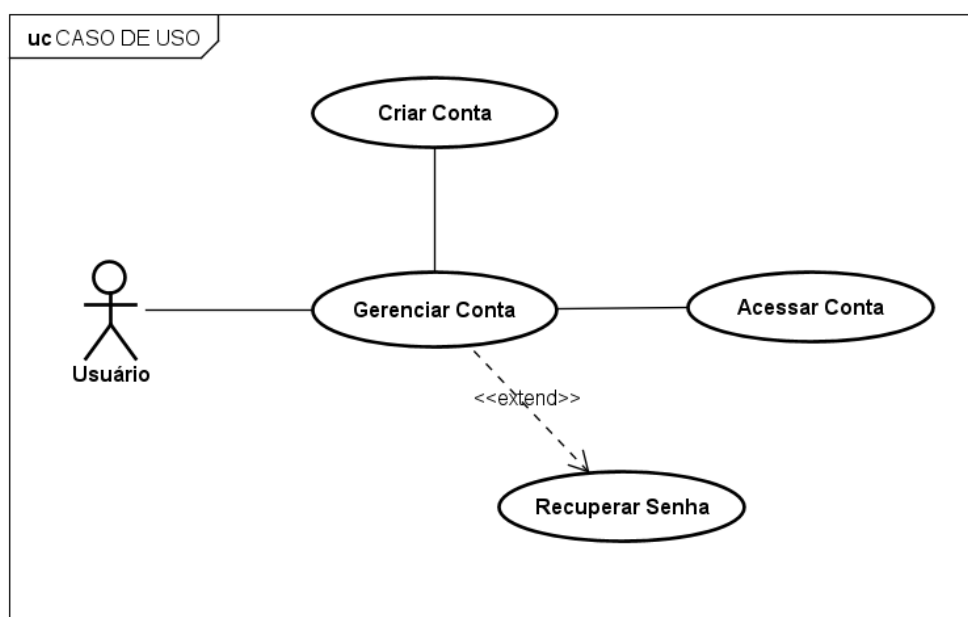 uc CASO DE USO
Criar Conta
Gerenciar Conta
Acessar Conta
Usuário
<<extend>>
Recuperar Senha